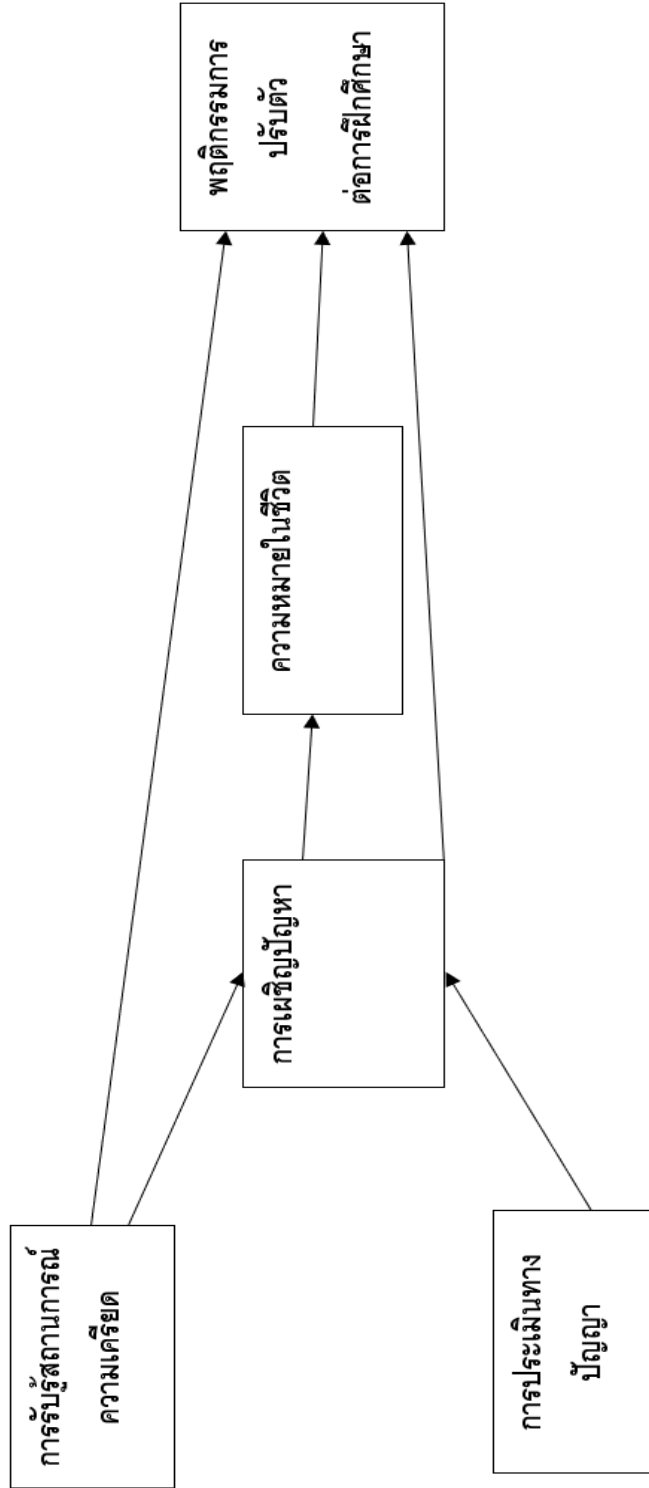 การรับรู้สถานการณ์
ความเครียด
การประเมินทาง
ปัญญา
การเผชิญปัญหา
ความหมายในชีวิต
พฤติกรรมการ
ปรับตัว
ต่อการฝึกศึกษา